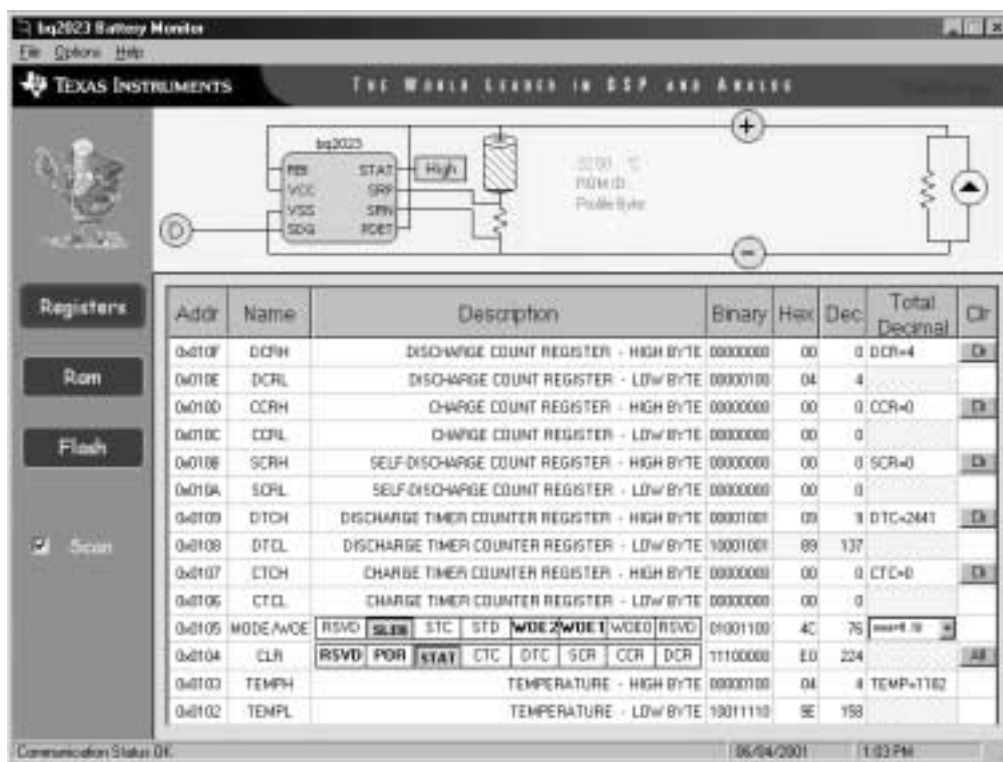 bq2023 Battery Monitor
File Options Help
TEXAS INSTRUMENTS THE WORLD LEADER IN DSP AND ANALOG
bq2023
RBI STAT High
VCC SRP
VSS SRN
SDQ PDET
D
+
−
ROM ID
Profile Byte
Registers
Ram
Flash
Scan
Addr Name Description Binary Hex Dec Total Decimal Clr
0x010F DCRH DISCHARGE COUNT REGISTER - HIGH BYTE 00000000 00 0 DCR=4 Clr
0x010E DCRL DISCHARGE COUNT REGISTER - LOW BYTE 00000100 04 4
0x010D CCRH CHARGE COUNT REGISTER - HIGH BYTE 00000000 00 0 CCR=0 Clr
0x010C CCRL CHARGE COUNT REGISTER - LOW BYTE 00000000 00 0
0x010B SCRH SELF-DISCHARGE COUNT REGISTER - HIGH BYTE 00000000 00 0 SCR=0 Clr
0x010A SCRL SELF-DISCHARGE COUNT REGISTER - LOW BYTE 00000000 00 0
0x0109 DTCH DISCHARGE TIMER COUNTER REGISTER - HIGH BYTE 00001001 09 9 DTC=2441 Clr
0x0108 DTCL DISCHARGE TIMER COUNTER REGISTER - LOW BYTE 10001001 89 137
0x0107 CTCH CHARGE TIMER COUNTER REGISTER - HIGH BYTE 00000000 00 0 CTC=0 Clr
0x0106 CTCL CHARGE TIMER COUNTER REGISTER - LOW BYTE 00000000 00 0
0x0105 MODE/WOE RSVD SLEN STC STD WOE2 WOE1 WOE0 RSVD 01001100 4C 76
0x0104 CLR RSVD POR STAT CTC DTC SCR CCR DCR 11100000 E0 224 All
0x0103 TEMPH TEMPERATURE - HIGH BYTE 00000100 04 4 TEMP=1182
0x0102 TEMPL TEMPERATURE - LOW BYTE 10011110 9E 158
Communication Status OK 06/04/2001 1:03 PM